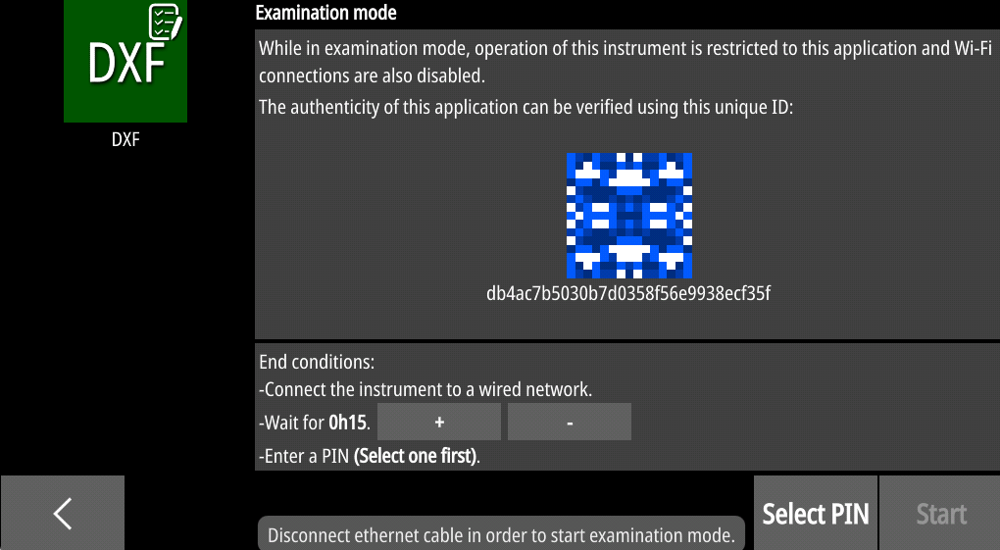 Examination mode
DXF
While in examination mode, operation of this instrument is restricted to this application and Wi-Fi
connections are also disabled.
The authenticity of this application can be verified using this unique ID:
DXF
db4ac7b5030b7d0358f56e9938ecf35f
End conditions:
-Connect the instrument to a wired network.
-Wait for 0h15. + -
-Enter a PIN (Select one first).
Select PIN Start
Disconnect ethernet cable in order to start examination mode.